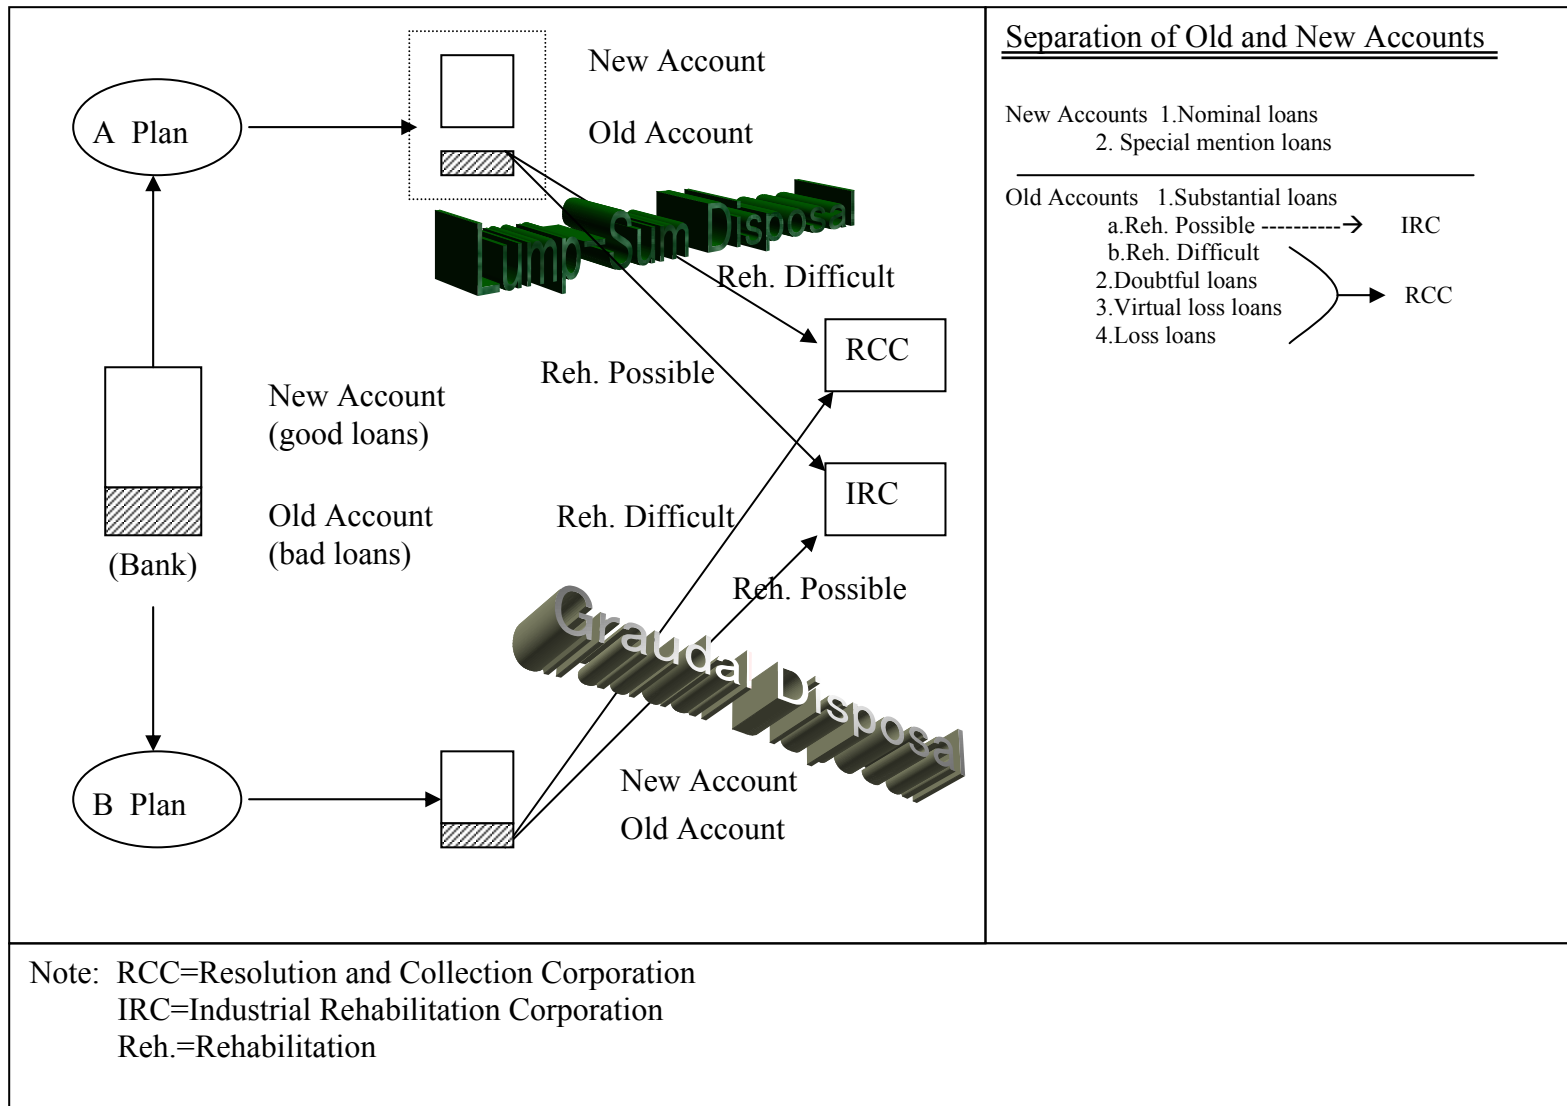 New Account
Old Account
A  Plan
Lump-Sum Disposal
Reh. Difficult
RCC
Reh. Possible
New Account
(good loans)
IRC
Old Account
(bad loans)
Reh. Difficult
(Bank)
Reh. Possible
Graudal Disposal
New Account
B  Plan
Old Account
Separation of Old and New Accounts
New Accounts  1.Nominal loans
2. Special mention loans
Old Accounts  1.Substantial loans
a.Reh. Possible ----------→ IRC
b.Reh. Difficult
2.Doubtful loans
RCC
3.Virtual loss loans
4.Loss loans
Note:  RCC=Resolution and Collection Corporation
IRC=Industrial Rehabilitation Corporation
Reh.=Rehabilitation